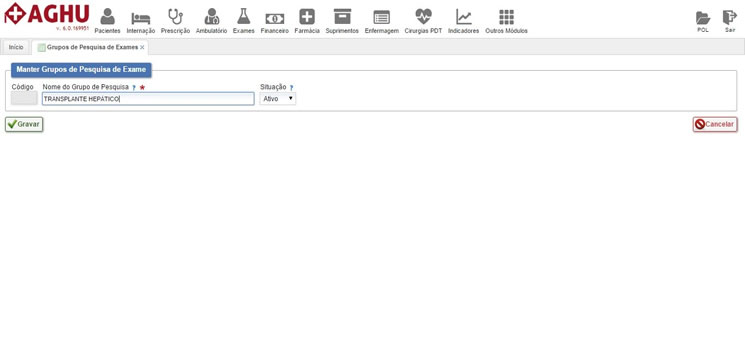 AGHU
v. 6.0.169951
Pacientes Internação Prescrição Ambulatório Exames Financeiro Farmácia Suprimentos Enfermagem Cirurgias PDT Indicadores Outros Módulos POL Sair
Início Grupos de Pesquisa de Exames
Manter Grupos de Pesquisa de Exame
Código Nome do Grupo de Pesquisa ? * Situação ?
TRANSPLANTE HEPÁTICO Ativo
Gravar Cancelar